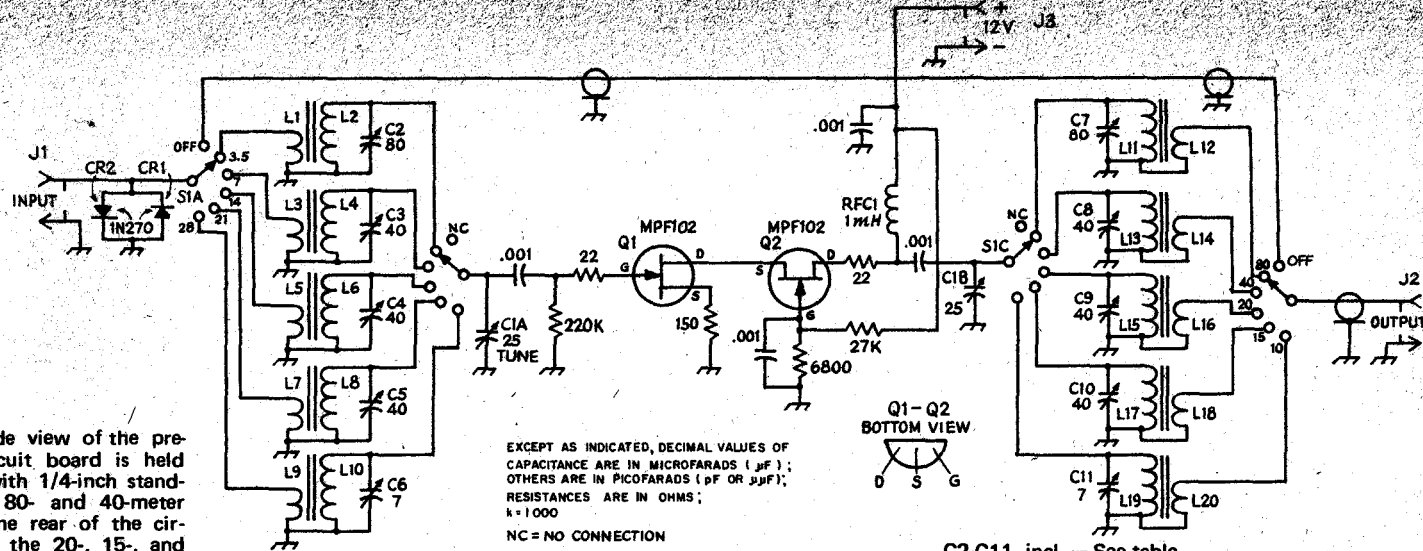 12V
+
−
J3
J1
INPUT
CR2
CR1
1N270
OFF
3.5
7
14
21
28
S1A
L1
L2
C2
80
L3
L4
C3
40
L5
L6
C4
40
L7
L8
C5
40
L9
L10
C6
7
NC
C1A
25
TUNE
.001
220K
22
MPF102
Q1
G
D
S
150
MPF102
Q2
S
D
G
.001
6800
27K
22
.001
RFC1
1mH
.001
C1B
25
S1C
NC
C7
80
L11
L12
C8
40
L13
L14
C9
40
L15
L16
C10
40
L17
L18
C11
7
L19
L20
OFF
80
40
20
15
10
J2
OUTPUT
Q1-Q2
BOTTOM VIEW
D S G
EXCEPT AS INDICATED, DECIMAL VALUES OF
CAPACITANCE ARE IN MICROFARADS ( µF ) ;
OTHERS ARE IN PICOFARADS ( pF OR µµF);
RESISTANCES ARE IN OHMS ;
k=1000
NC = NO CONNECTION
de view of the pre-
cuit board is held
with 1/4-inch stand-
80- and 40-meter
he rear of the cir-
the 20-, 15-, and
C2-C11, incl. — See table